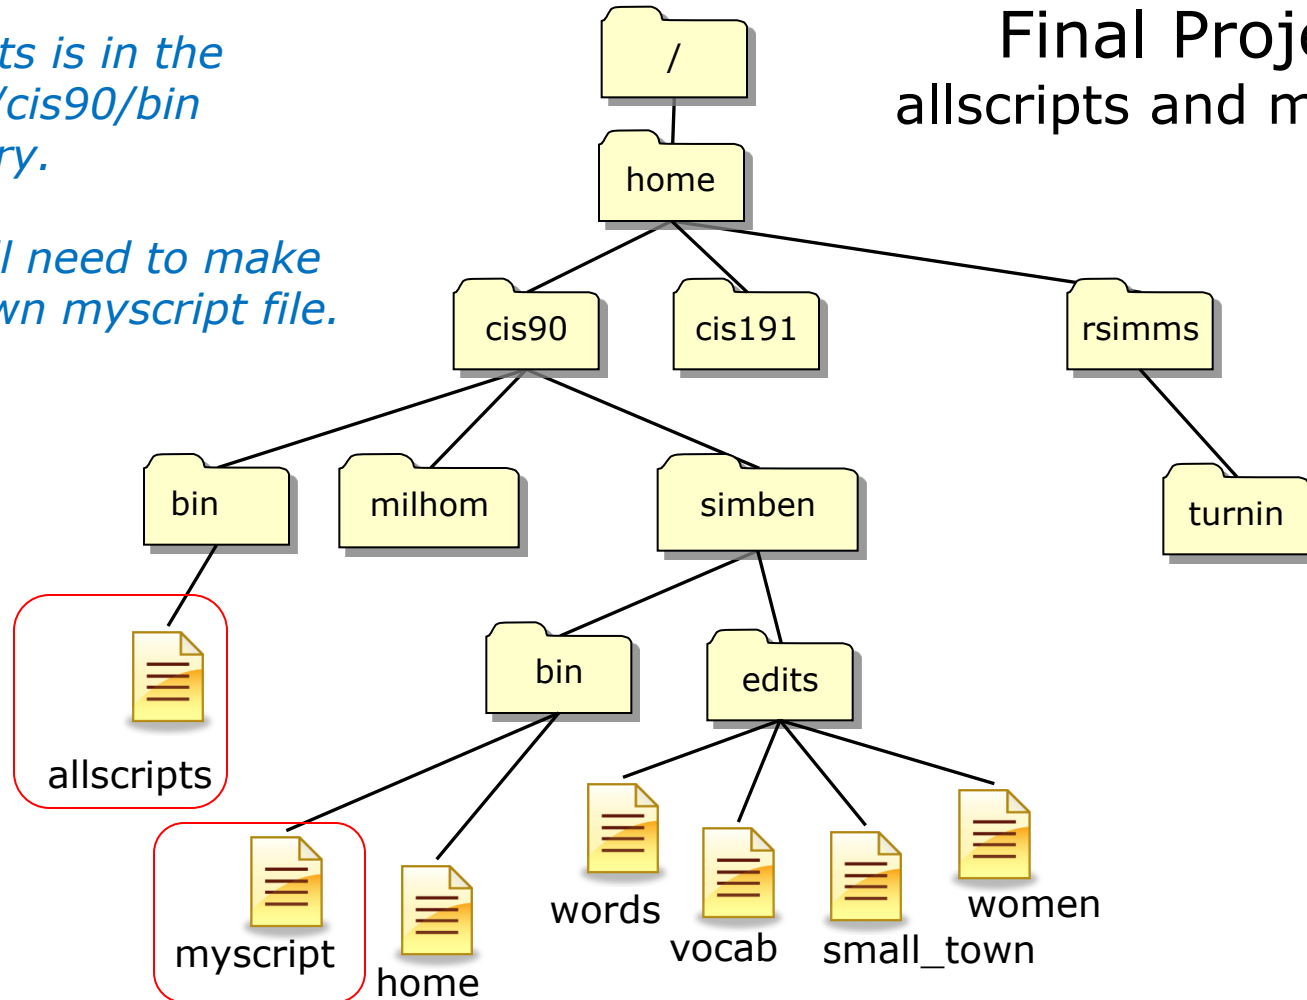 Final Proje
allscripts and m
ts is in the
/cis90/bin
ry.
l need to make
wn myscript file.
/
home
cis90
cis191
rsimms
bin
milhom
simben
turnin
bin
edits
allscripts
myscript
home
words
vocab
small_town
women